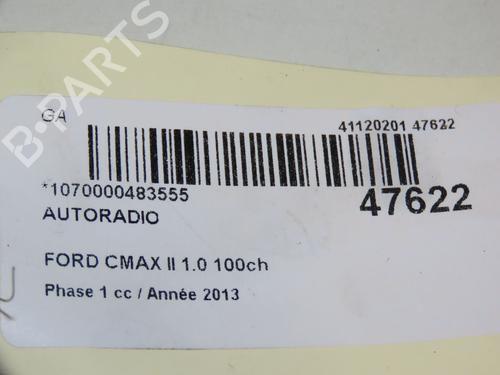 GA
41120201 47622
*1070000483555
47622
AUTORADIO
FORD CMAX II 1.0 100ch
Phase 1 cc / Année 2013
B-PARTS